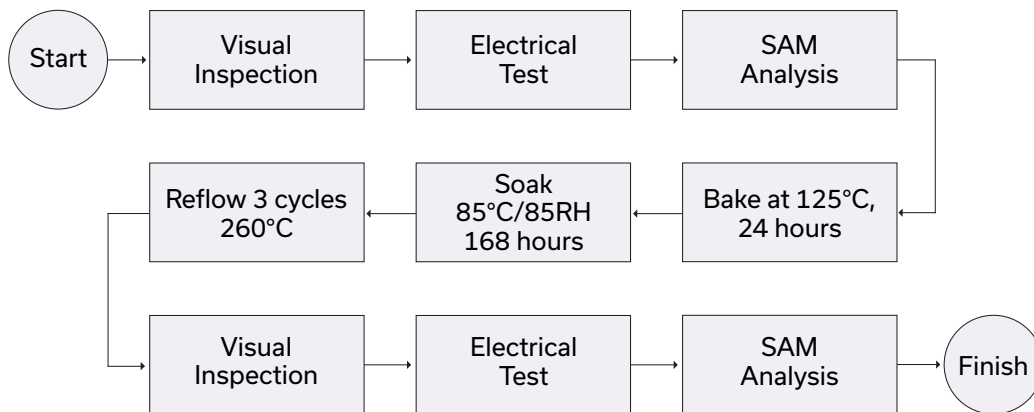 Start
Visual
Inspection
Electrical
Test
SAM
Analysis
Bake at 125°C,
24 hours
Soak
85°C/85RH
168 hours
Reflow 3 cycles
260°C
Visual
Inspection
Electrical
Test
SAM
Analysis
Finish